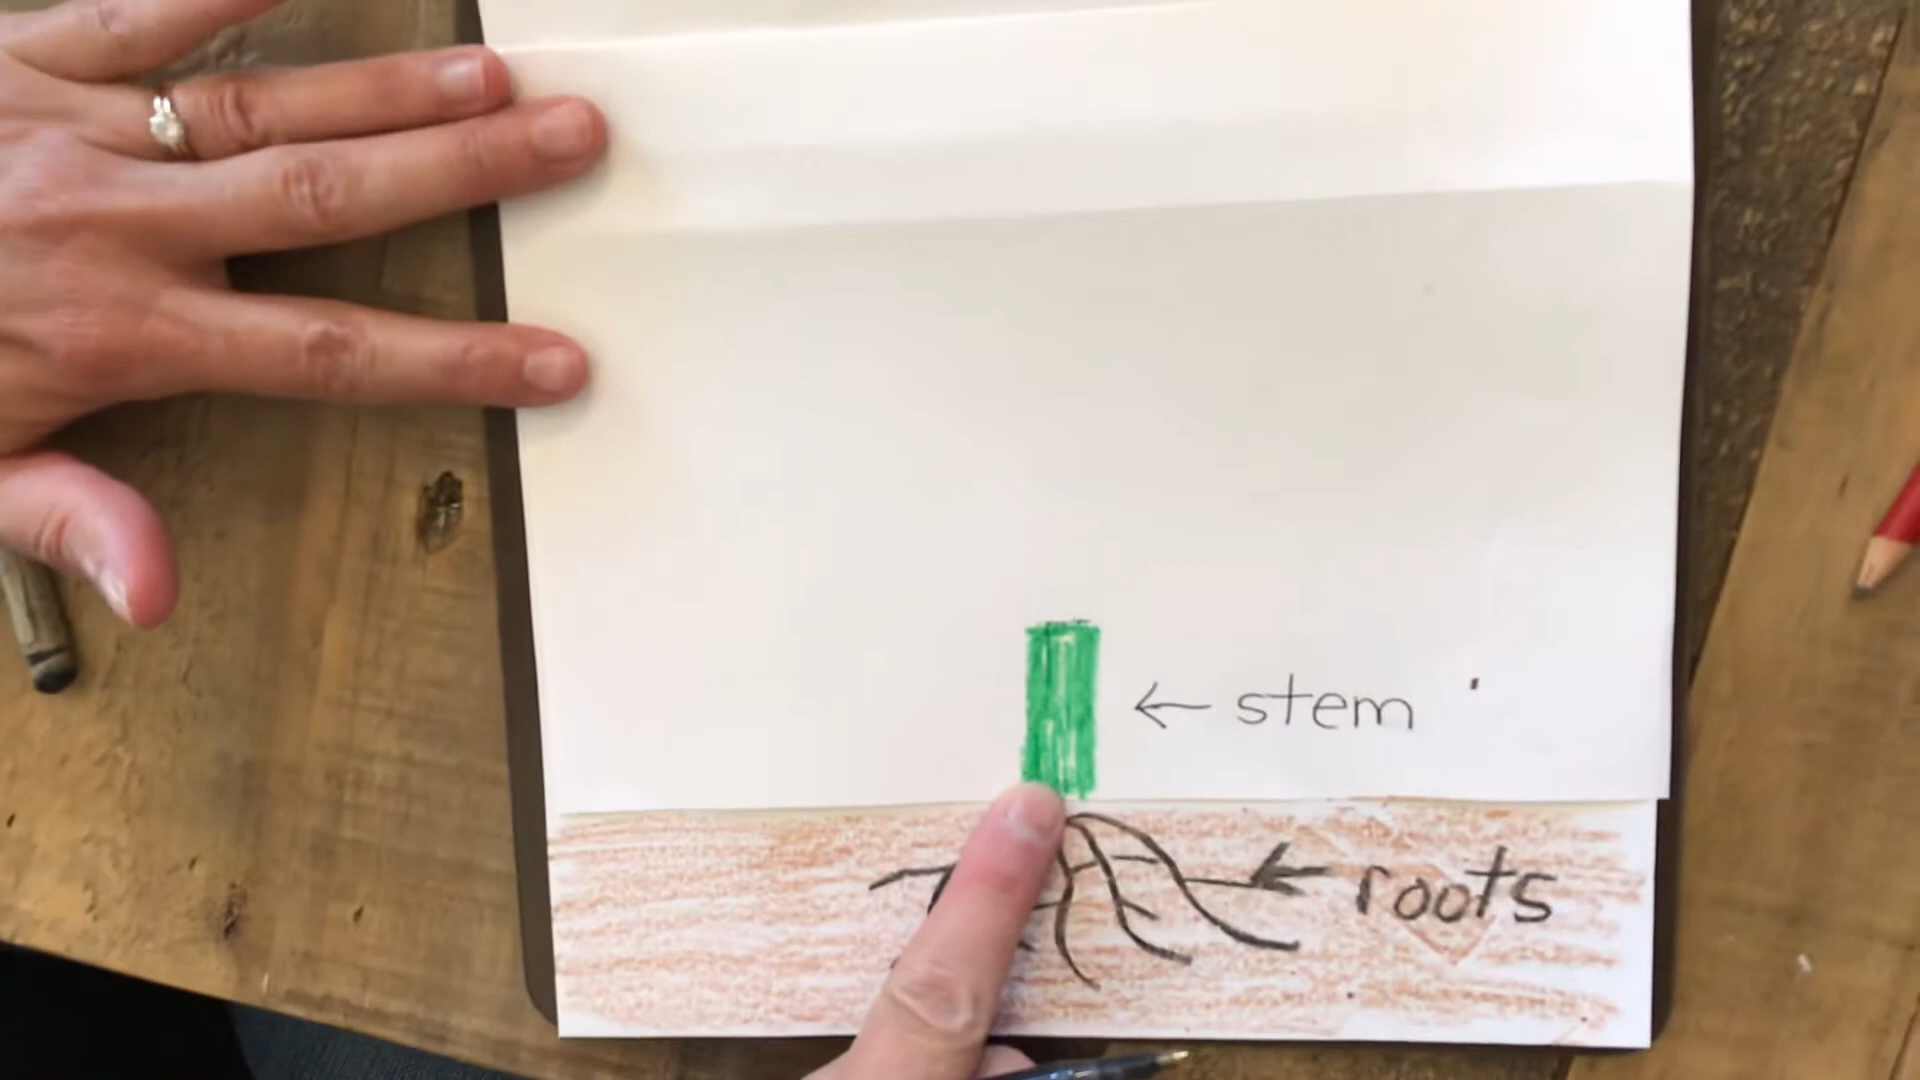 ← stem
← roots